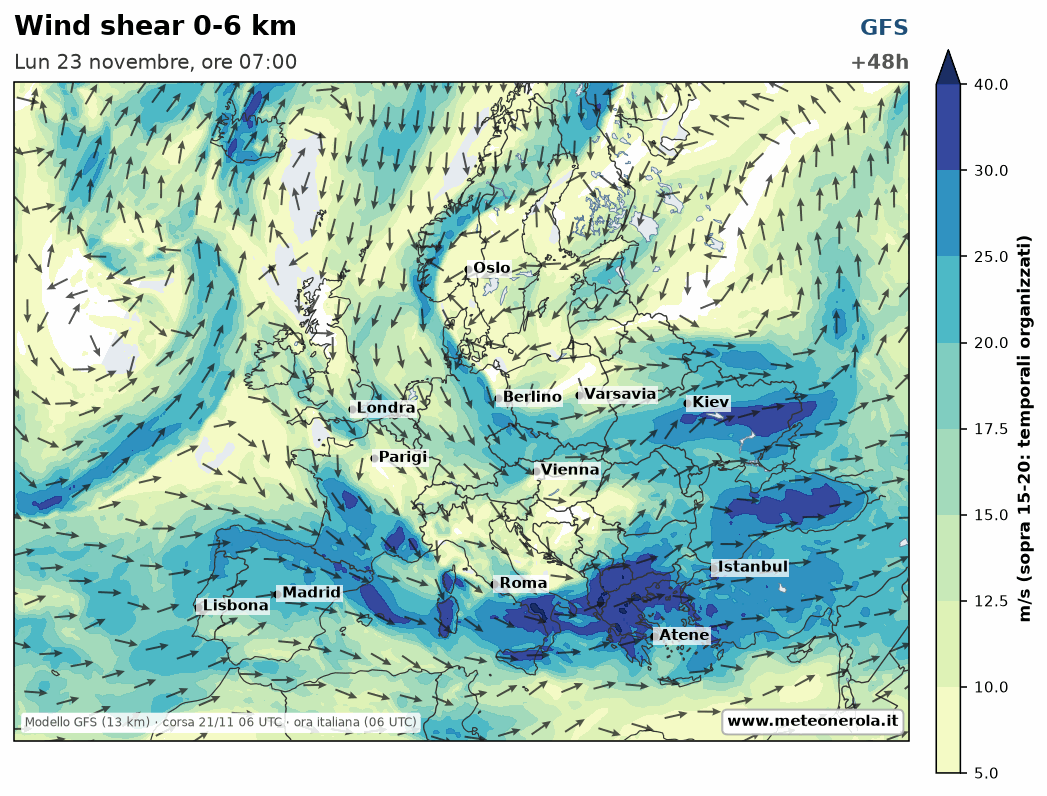 Wind shear 0-6 km
GFS
Lun 23 novembre, ore 07:00
+48h
40.0
30.0
25.0
20.0
17.5
15.0
12.5
10.0
5.0
m/s (sopra 15-20: temporali organizzati)
Oslo
Berlino
Varsavia
Kiev
Londra
Parigi
Vienna
Istanbul
Roma
Madrid
Lisbona
Atene
Modello GFS (13 km) · corsa 21/11 06 UTC · ora italiana (06 UTC)
www.meteonerola.it